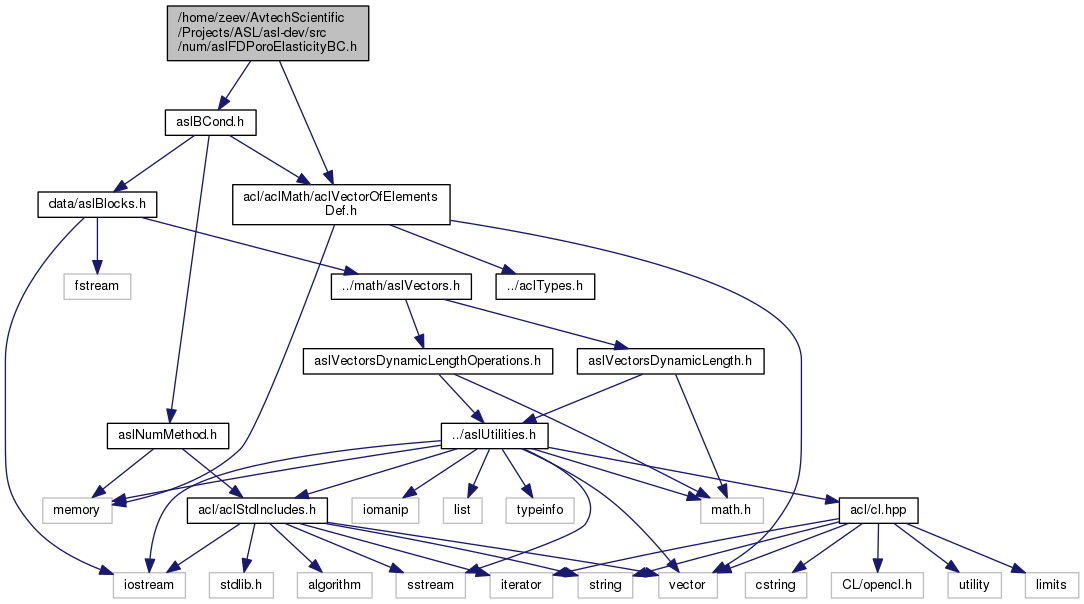 /home/zeev/AvtechScientific
/Projects/ASL/asl-dev/src
/num/aslFDPoroElasticityBC.h
aslBCond.h
data/aslBlocks.h
acl/aclMath/aclVectorOfElements
Def.h
fstream
../math/aslVectors.h
../aclTypes.h
aslVectorsDynamicLengthOperations.h
aslVectorsDynamicLength.h
aslNumMethod.h
../aslUtilities.h
memory
acl/aclStdIncludes.h
iomanip
list
typeinfo
math.h
acl/cl.hpp
iostream
stdlib.h
algorithm
sstream
iterator
string
vector
cstring
CL/opencl.h
utility
limits